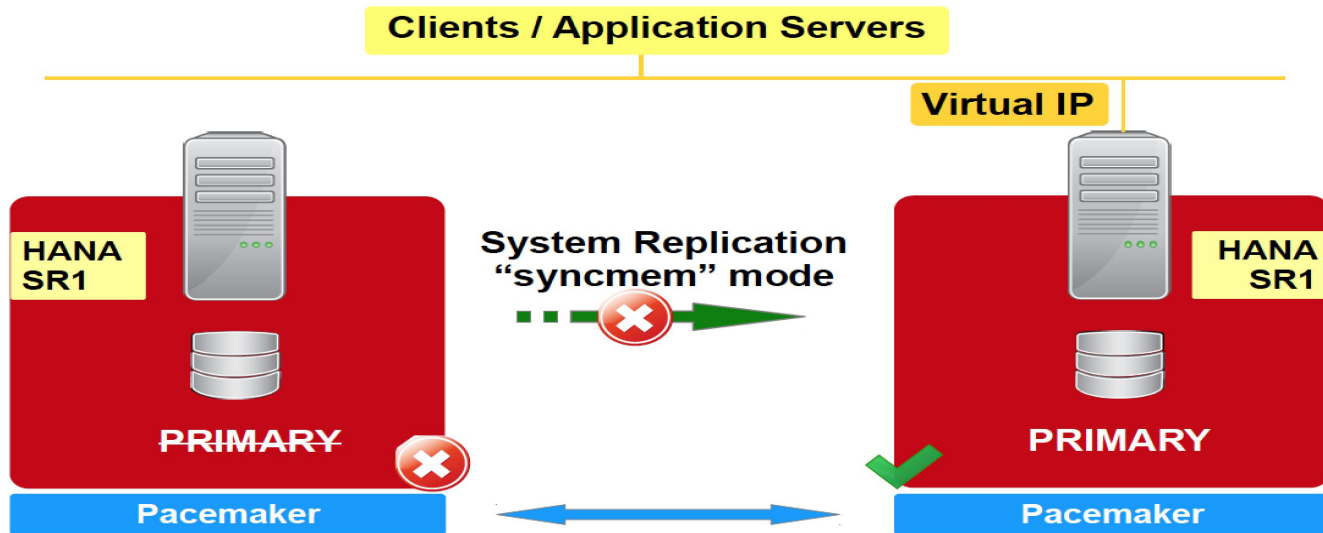 Clients / Application Servers
Virtual IP
HANA
SR1
System Replication
“syncmem” mode
HANA
SR1
PRIMARY
PRIMARY
Pacemaker
Pacemaker